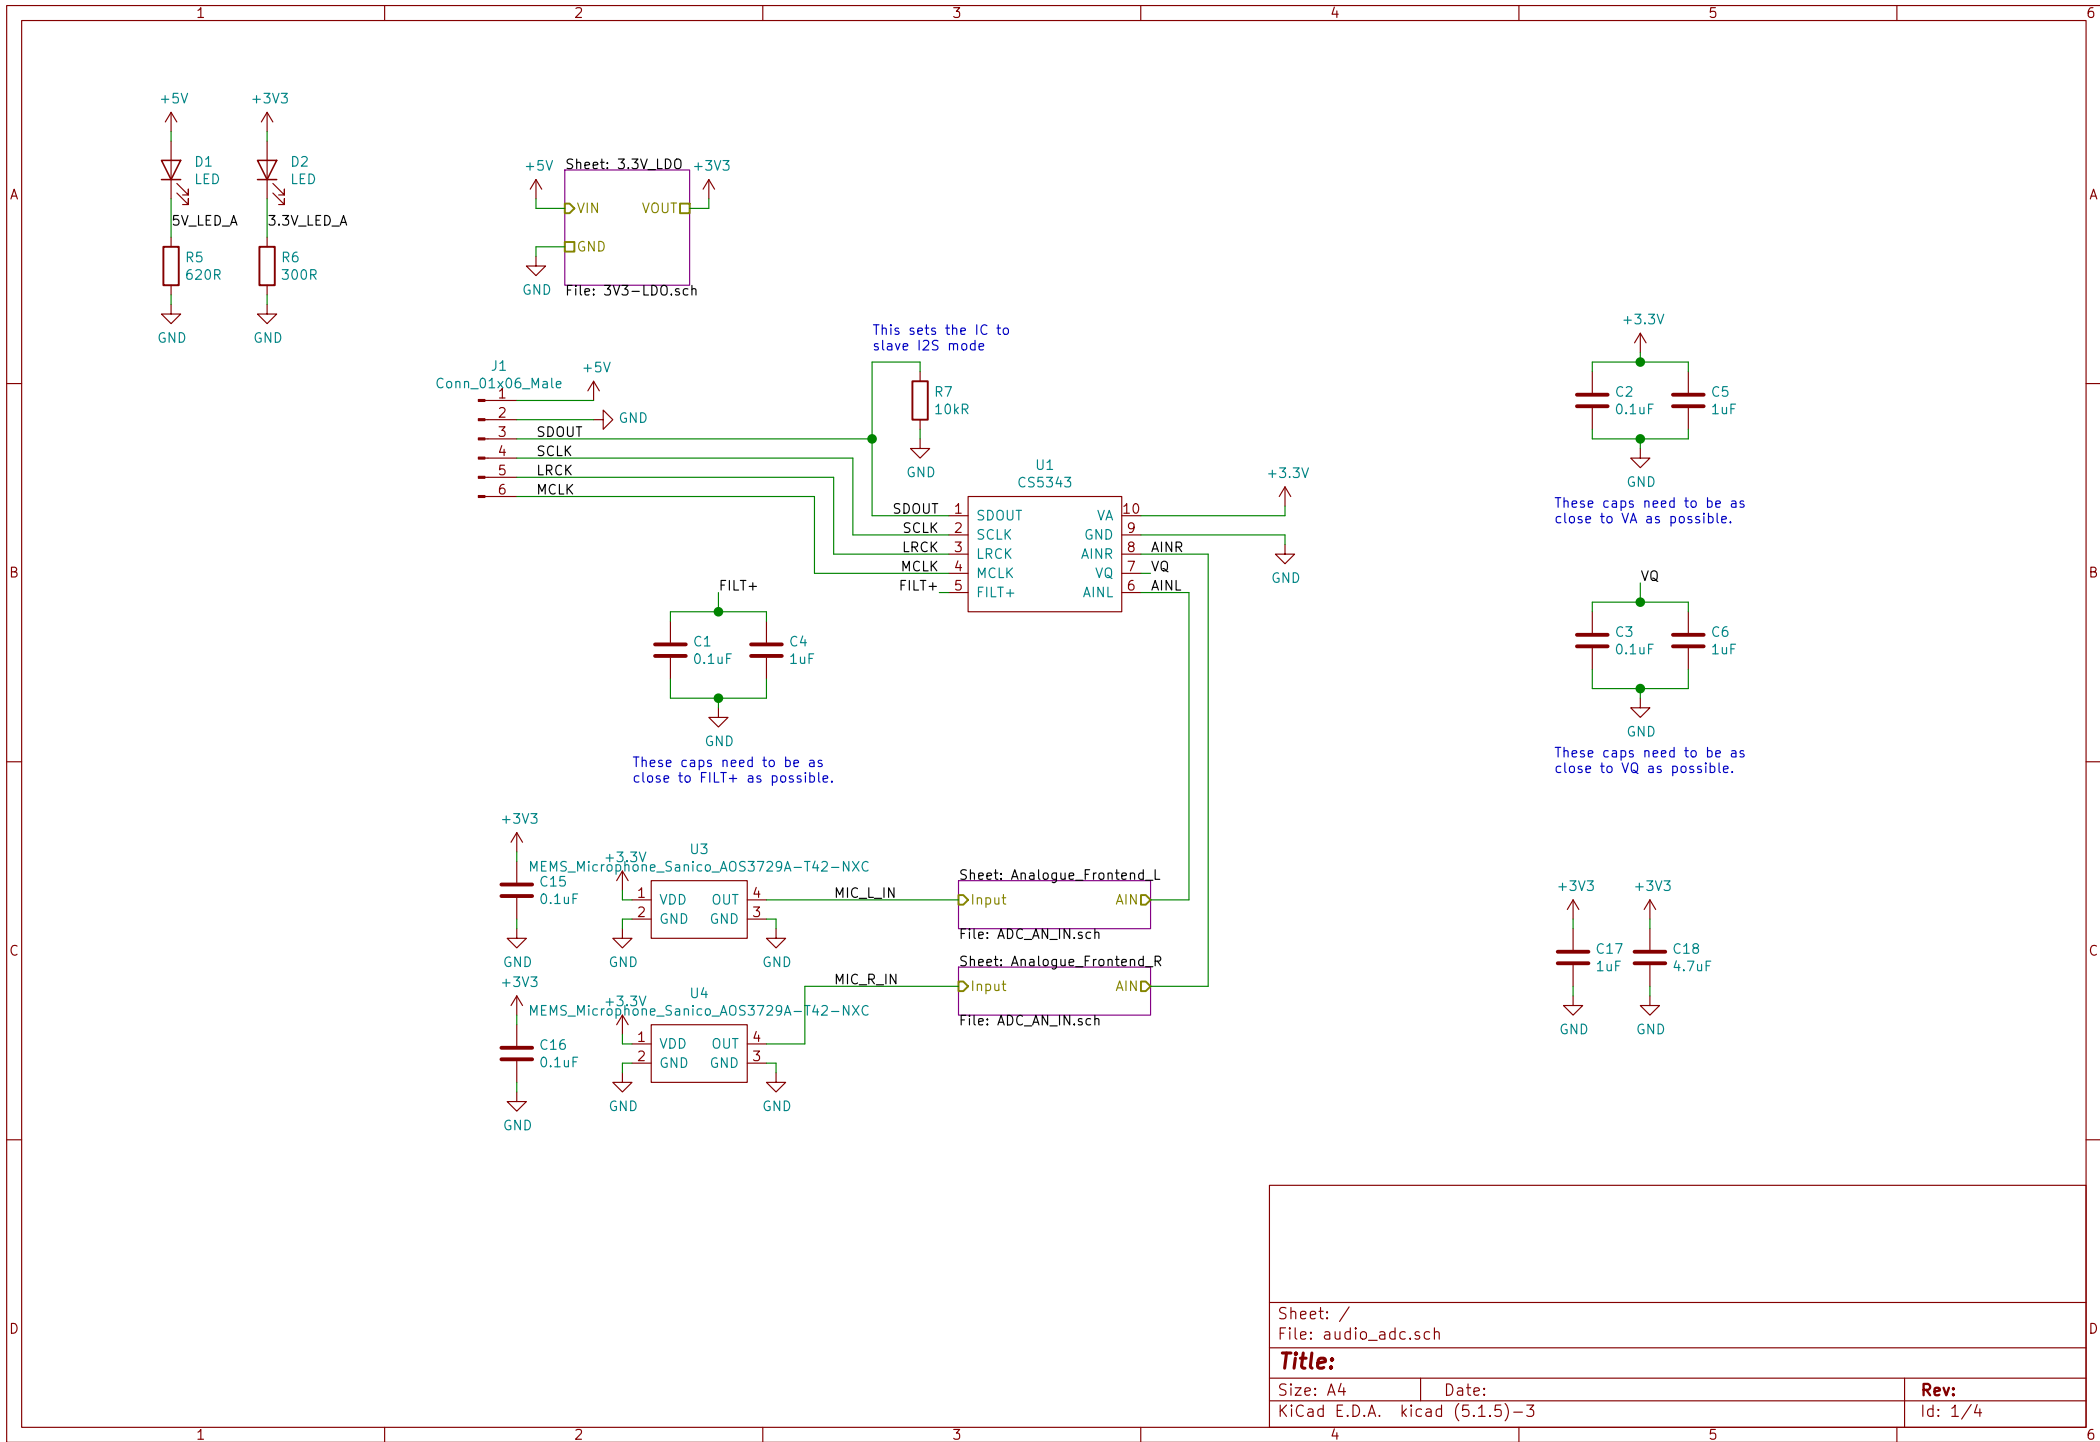 1 2 3 4 5 6
A
B
C
D
A
B
C
D
1 2 3 4 5 6
+5V
D1
LED
5V_LED_A
R5
620R
GND
+3V3
D2
LED
3.3V_LED_A
R6
300R
GND
Sheet: 3.3V_LDO
+5V
+3V3
VIN
VOUT
GND
GND
File: 3V3-LDO.sch
This sets the IC to
slave I2S mode
J1
Conn_01x06_Male
+5V
1
2
GND
3
SDOUT
4
SCLK
5
LRCK
6
MCLK
R7
10kR
GND
U1
CS5343
+3.3V
SDOUT 1 SDOUT VA 10
SCLK 2 SCLK GND 9
LRCK 3 LRCK AINR 8 AINR
MCLK 4 MCLK VQ 7 VQ
FILT+ 5 FILT+ AINL 6 AINL
GND
FILT+
C1
0.1uF
C4
1uF
GND
These caps need to be as
close to FILT+ as possible.
+3.3V
C2
0.1uF
C5
1uF
GND
These caps need to be as
close to VA as possible.
VQ
C3
0.1uF
C6
1uF
GND
These caps need to be as
close to VQ as possible.
+3V3
C15
0.1uF
GND
U3
+3.3V
MEMS_Microphone_Sanico_AOS3729A-T42-NXC
1 VDD OUT 4
2 GND GND 3
GND
GND
MIC_L_IN
Sheet: Analogue_Frontend_L
Input
AIN
File: ADC_AN_IN.sch
+3V3
C16
0.1uF
GND
U4
+3.3V
MEMS_Microphone_Sanico_AOS3729A-T42-NXC
1 VDD OUT 4
2 GND GND 3
GND
GND
MIC_R_IN
Sheet: Analogue_Frontend_R
Input
AIN
File: ADC_AN_IN.sch
+3V3
C17
1uF
GND
+3V3
C18
4.7uF
GND
Sheet: /
File: audio_adc.sch
Title:
Size: A4
Date:
Rev:
KiCad E.D.A. kicad (5.1.5)-3
Id: 1/4